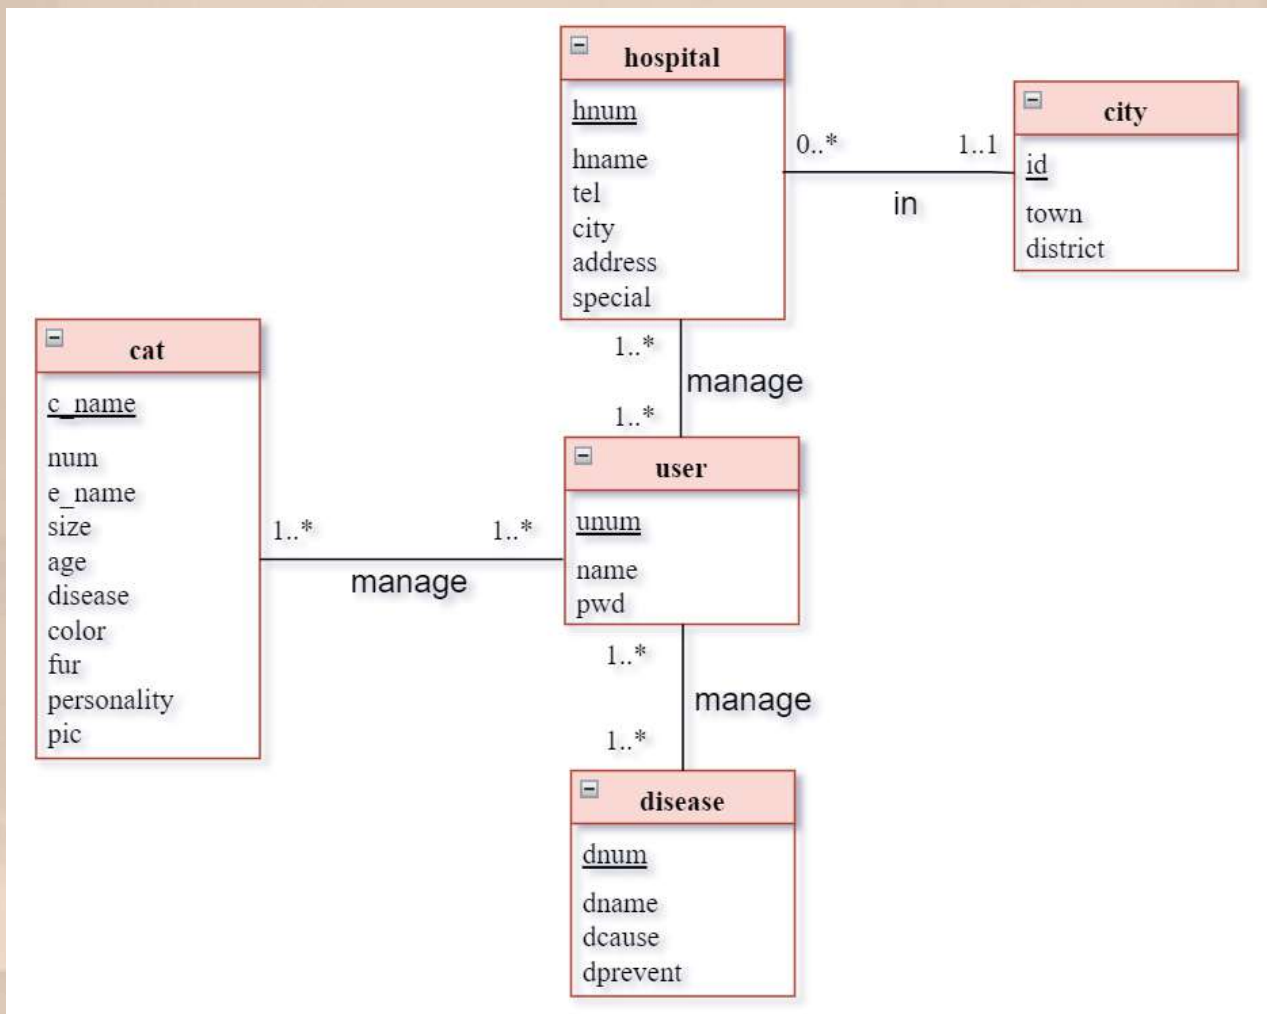 hospital
hnum
hname
tel
city
address
special
0..*
1..1
in
city
id
town
district
1..*
manage
1..*
cat
c_name
num
e_name
size
age
disease
color
fur
personality
pic
1..*
1..*
manage
user
unum
name
pwd
1..*
manage
1..*
disease
dnum
dname
dcause
dprevent